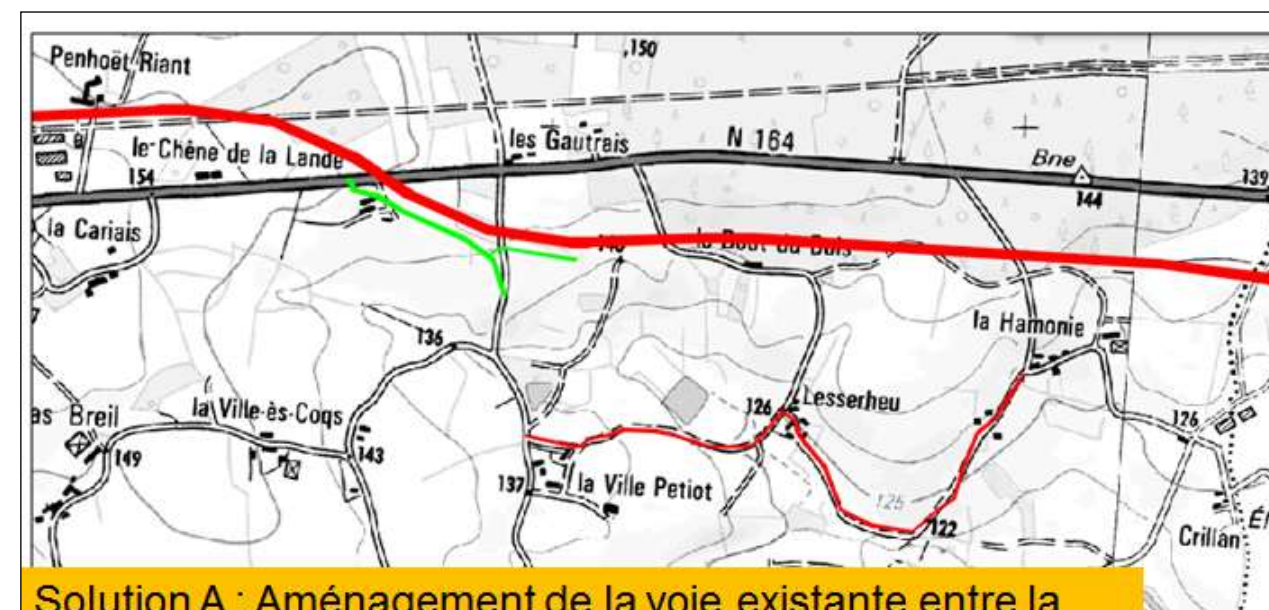 ,150
Penhoët Riant
N 164
les Gautrais
le Chêne de la Lande
Bne
154
139
144
la Cariais
le Bout du Bois
la Hamonie
136
126
Lesserheu
as Breil
la Ville-ès-Coqs
126
149
143
la Ville Petiot
137
125
122
Crillan
Solution A : Aménagement de la voie existante entre la